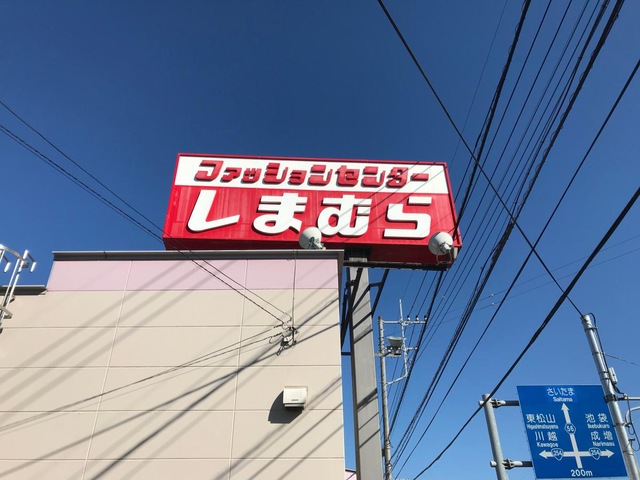 ファッションセンター
しまむら
さいたま
Saitama
東松山
Higashimatsuyama
川越
Kawagoe
池袋
Ikebukuro
成増
Narimasu
56
254
254
200m